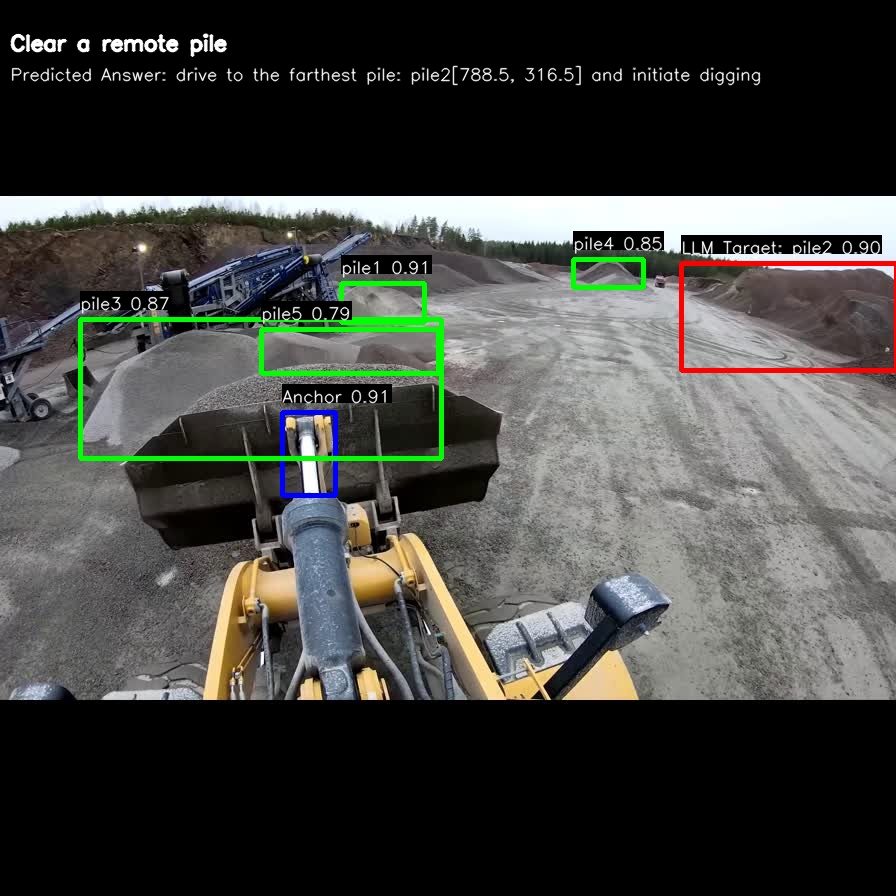 Clear a remote pile
Predicted Answer: drive to the farthest pile: pile2[788.5, 316.5] and initiate digging
pile4 0.85
LLM Target: pile2 0.90
pile1 0.91
pile3 0.87
pile5 0.79
Anchor 0.91